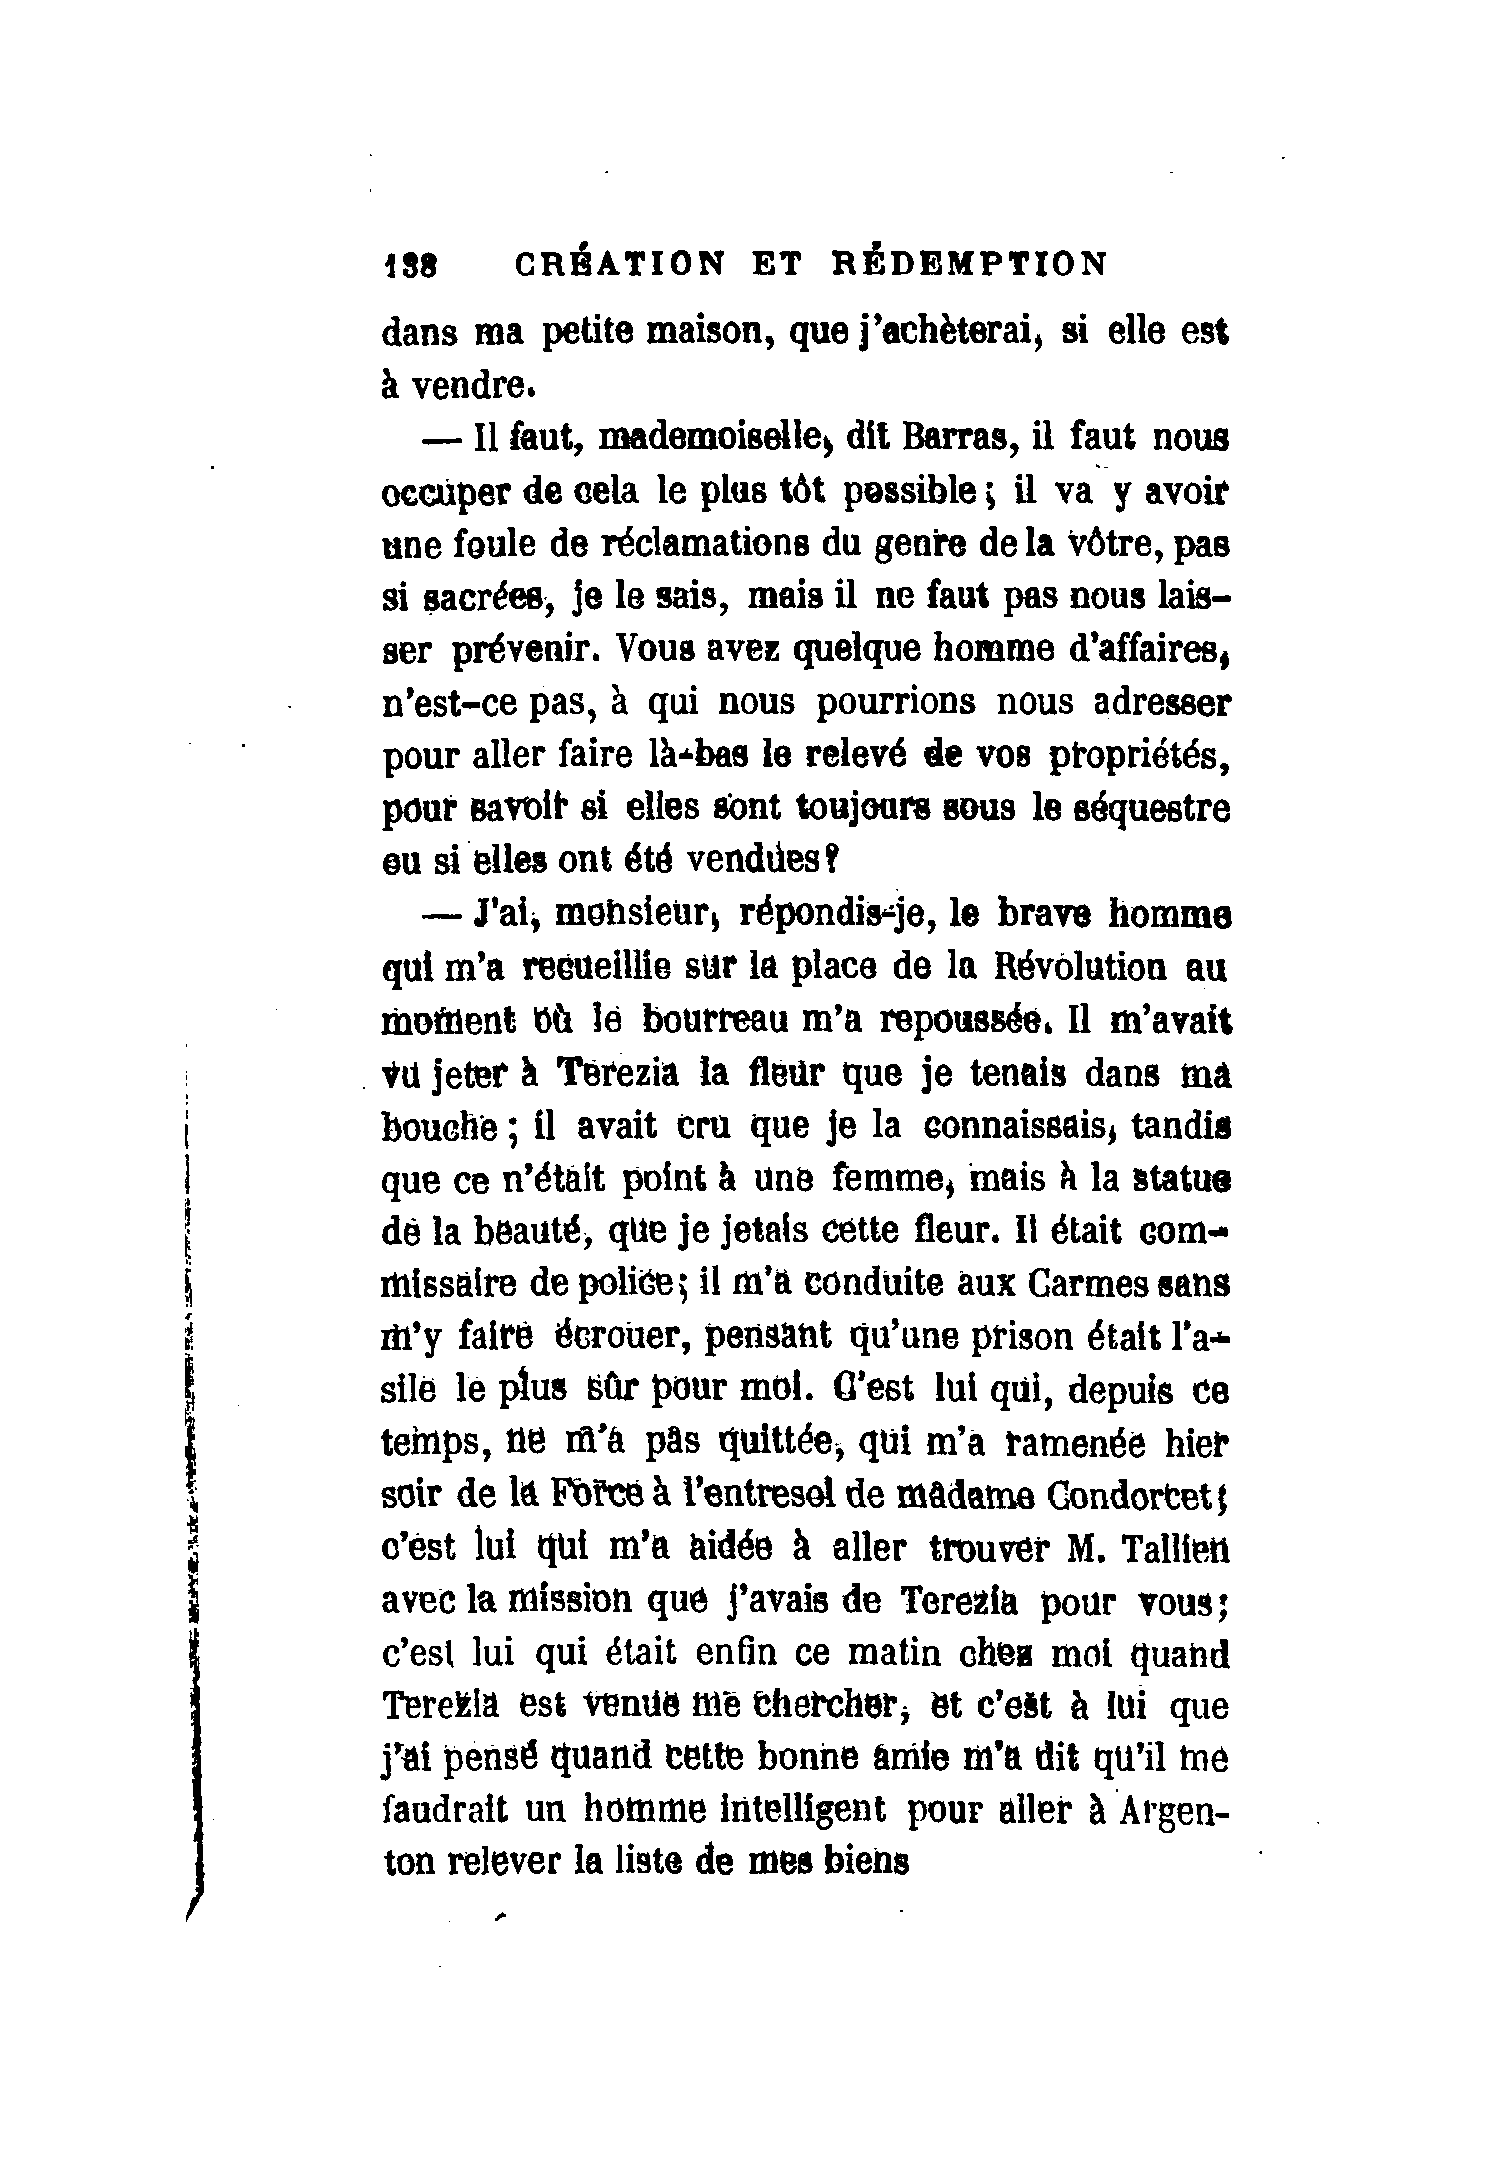 138 CRÉATION ET RÉDEMPTION
dans ma petite maison, que j'achèterai, si elle est
à vendre.
— Il faut, mademoiselle, dit Barras, il faut nous
occuper de cela le plus tôt possible ; il va y avoir
une foule de réclamations du genre de la vôtre, pas
si sacrées, je le sais, mais il ne faut pas nous lais-
ser prévenir. Vous avez quelque homme d'affaires,
n'est-ce pas, à qui nous pourrions nous adresser
pour aller faire là-bas le relevé de vos propriétés,
pour savoir si elles sont toujours sous le séquestre
ou si elles ont été vendues ?
— J'ai, monsieur, répondis-je, le brave homme
qui m'a recueillie sur la place de la Révolution au
moment où le bourreau m'a repoussée. Il m'avait
vu jeter à Terezia la fleur que je tenais dans ma
bouche ; il avait cru que je la connaissais, tandis
que ce n'était point à une femme, mais à la statue
de la beauté, que je jetais cette fleur. Il était com-
missaire de police ; il m'a conduite aux Carmes sans
m'y faire écrouer, pensant qu'une prison était l'a-
sile le plus sûr pour moi. C'est lui qui, depuis ce
temps, ne m'a pas quittée, qui m'a ramenée hier
soir de la Force à l'entresol de madame Condorcet ;
c'est lui qui m'a aidée à aller trouver M. Tallien
avec la mission que j'avais de Terezia pour vous ;
c'est lui qui était enfin ce matin chez moi quand
Terezia est venue me chercher, et c'est à lui que
j'ai pensé quand cette bonne amie m'a dit qu'il me
faudrait un homme intelligent pour aller à Argen-
ton relever la liste de mes biens